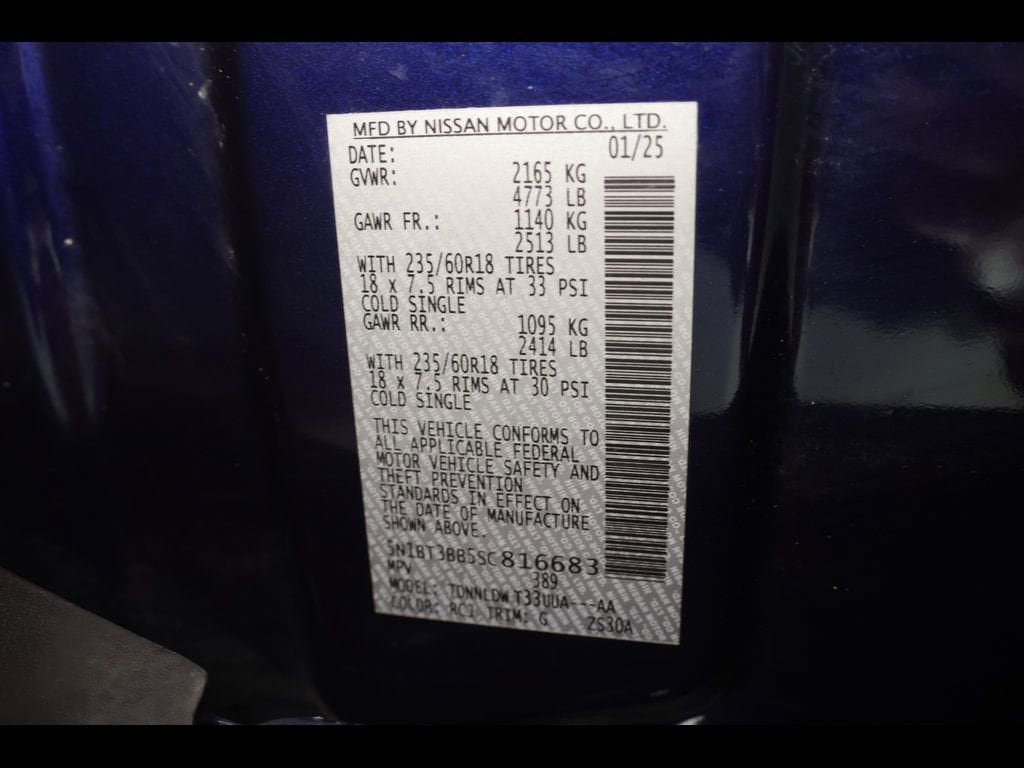 MFD BY NISSAN MOTOR CO., LTD.
DATE: 01/25
GVWR: 2165 KG
4773 LB
GAWR FR.: 1140 KG
2513 LB
WITH 235/60R18 TIRES
18 x 7.5 RIMS AT 33 PSI
COLD SINGLE
GAWR RR.: 1095 KG
2414 LB
WITH 235/60R18 TIRES
18 x 7.5 RIMS AT 30 PSI
COLD SINGLE
THIS VEHICLE CONFORMS TO
ALL APPLICABLE FEDERAL
MOTOR VEHICLE SAFETY AND
THEFT PREVENTION
STANDARDS IN EFFECT ON
THE DATE OF MANUFACTURE
SHOWN ABOVE.
5N1BT3BB5SC816683
MPV 389
MODEL: TDNNLDW T33UUA---AA
COLOR: RCJ TRIM: G 2S30A